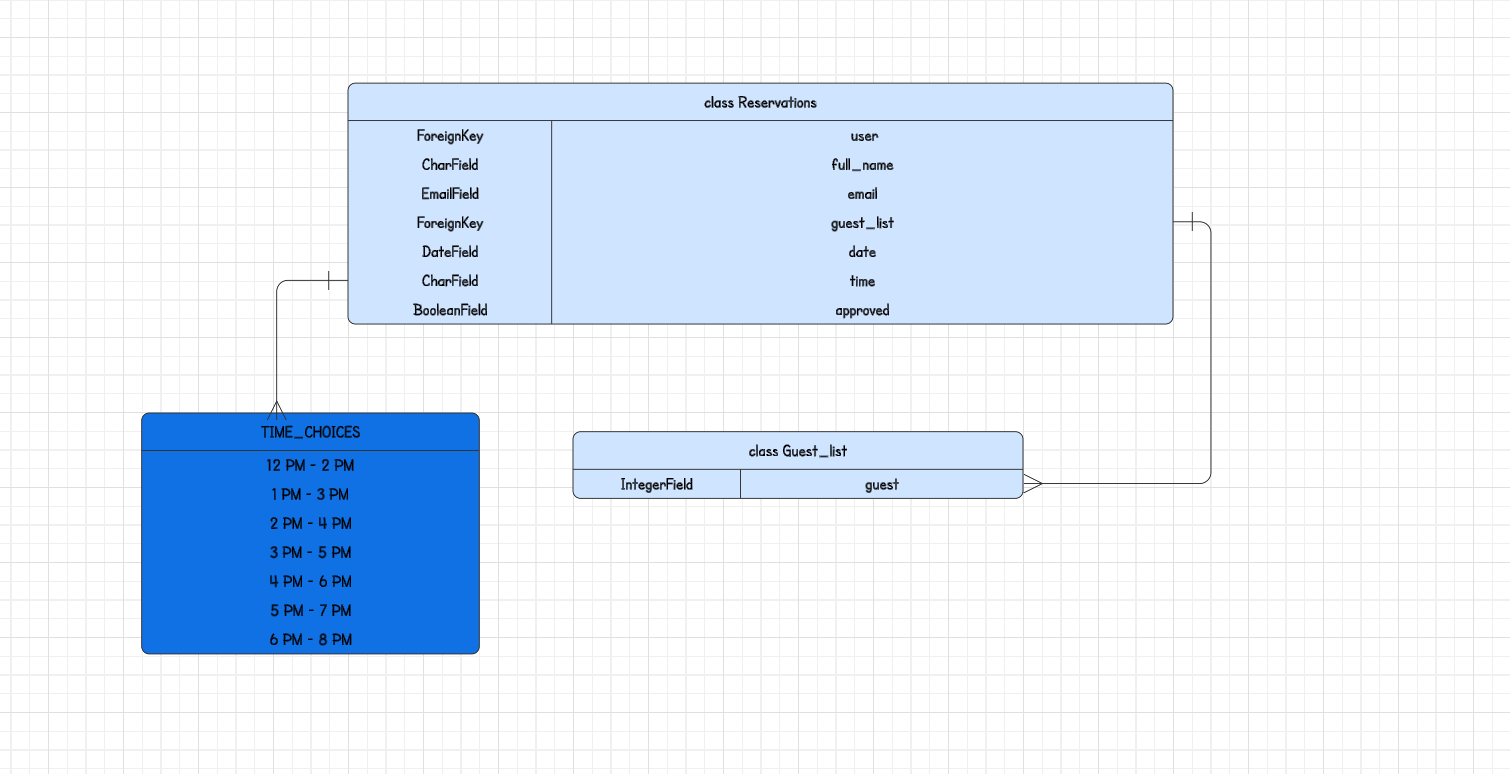 class Reservations
ForeignKey user
CharField full_name
EmailField email
ForeignKey guest_list
DateField date
CharField time
BooleanField approved
TIME_CHOICES
12 PM - 2 PM
1 PM - 3 PM
2 PM - 4 PM
3 PM - 5 PM
4 PM - 6 PM
5 PM - 7 PM
6 PM - 8 PM
class Guest_list
IntegerField guest